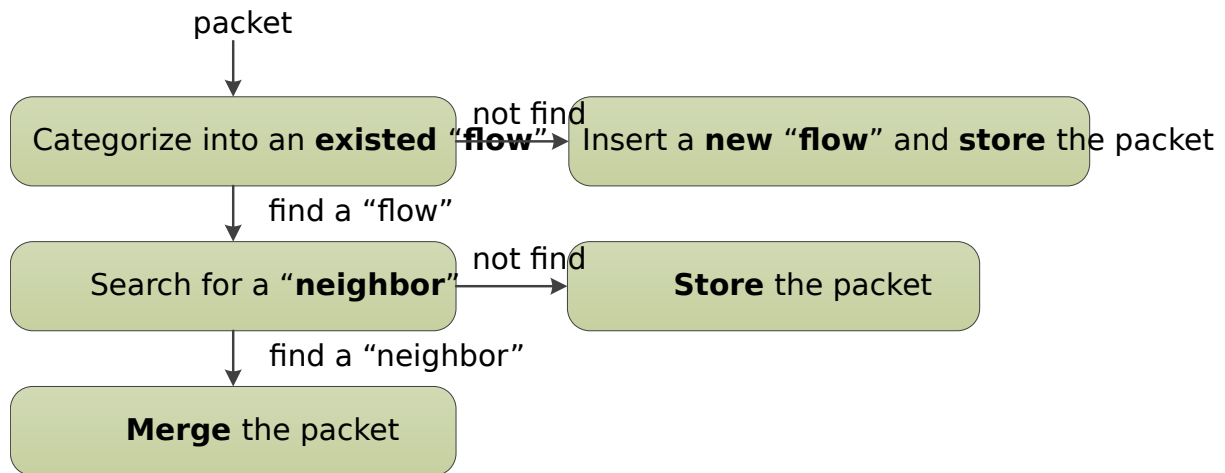 packet
Categorize into an existed “flow”
not find
Insert a new “flow” and store the packet
find a “flow”
Search for a “neighbor”
not find
Store the packet
find a “neighbor”
Merge the packet